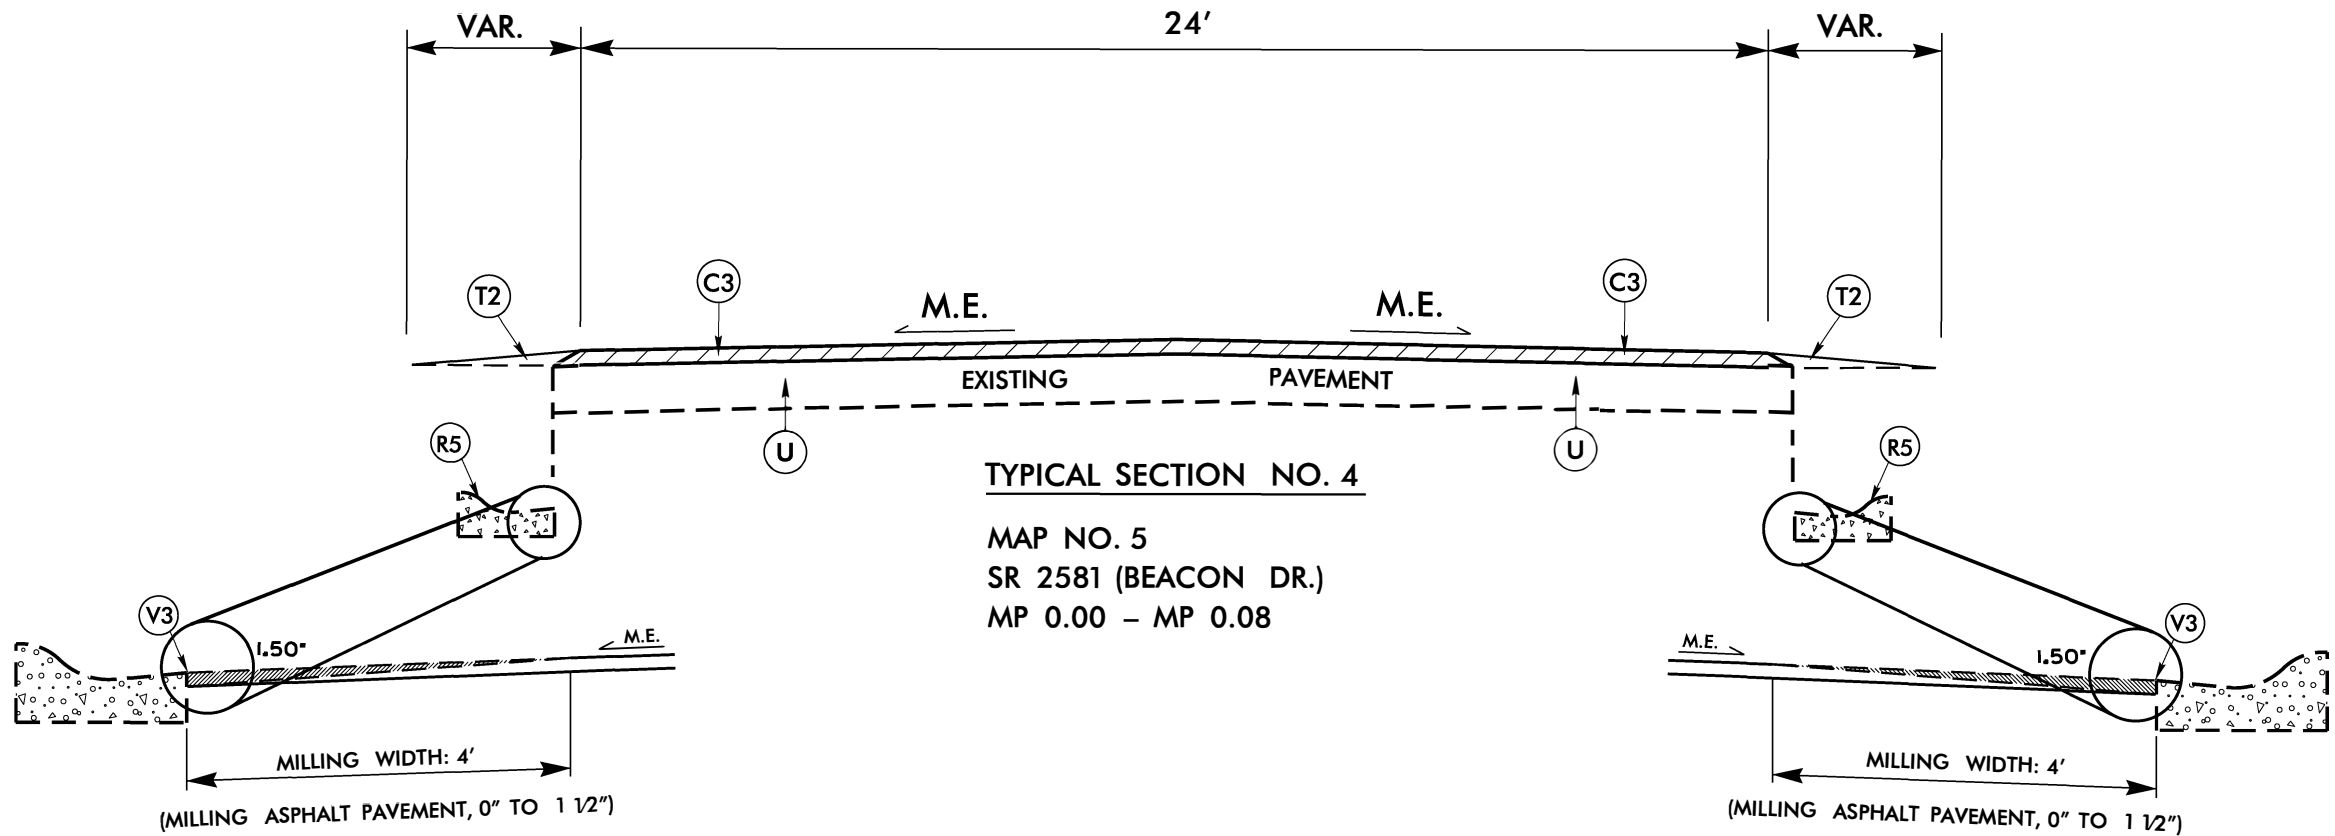 VAR.
24'
VAR.
T2
C3
M.E.
M.E.
C3
T2
EXISTING PAVEMENT
R5
U
U
R5
TYPICAL SECTION NO. 4
MAP NO. 5
SR 2581 (BEACON DR.)
MP 0.00 – MP 0.08
V3
1.50"
M.E.
M.E.
1.50"
V3
MILLING WIDTH: 4'
(MILLING ASPHALT PAVEMENT, 0" TO 1 1/2")
MILLING WIDTH: 4'
(MILLING ASPHALT PAVEMENT, 0" TO 1 1/2")